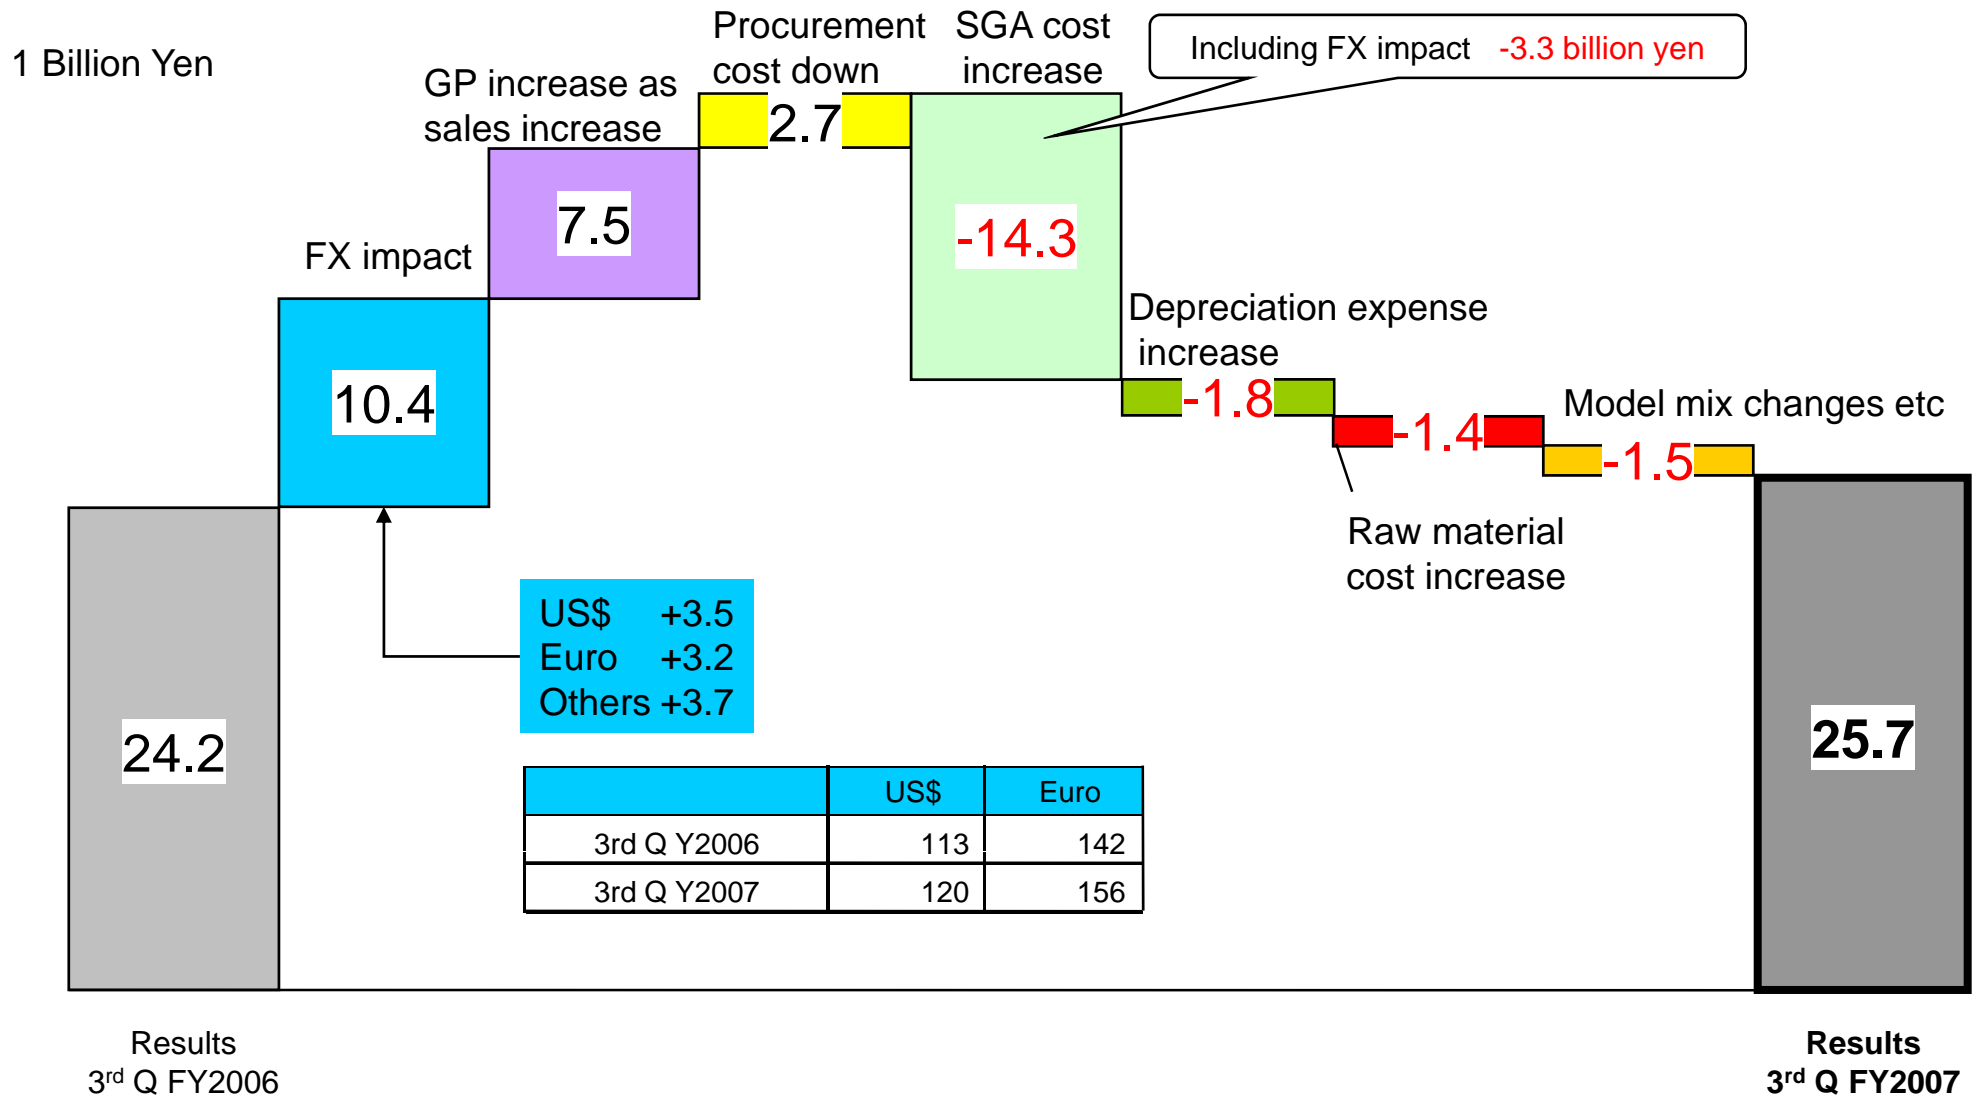 1 Billion Yen
Procurement
cost down
SGA cost
increase
Including FX impact -3.3 billion yen
GP increase as
sales increase
2.7
7.5
-14.3
FX impact
10.4
Depreciation expense
increase
-1.8
-1.4
Model mix changes etc
-1.5
Raw material
cost increase
US$ +3.5
Euro +3.2
Others +3.7
24.2
25.7
US$ Euro
3rd Q Y2006 113 142
3rd Q Y2007 120 156
Results
3rd Q FY2006
Results
3rd Q FY2007